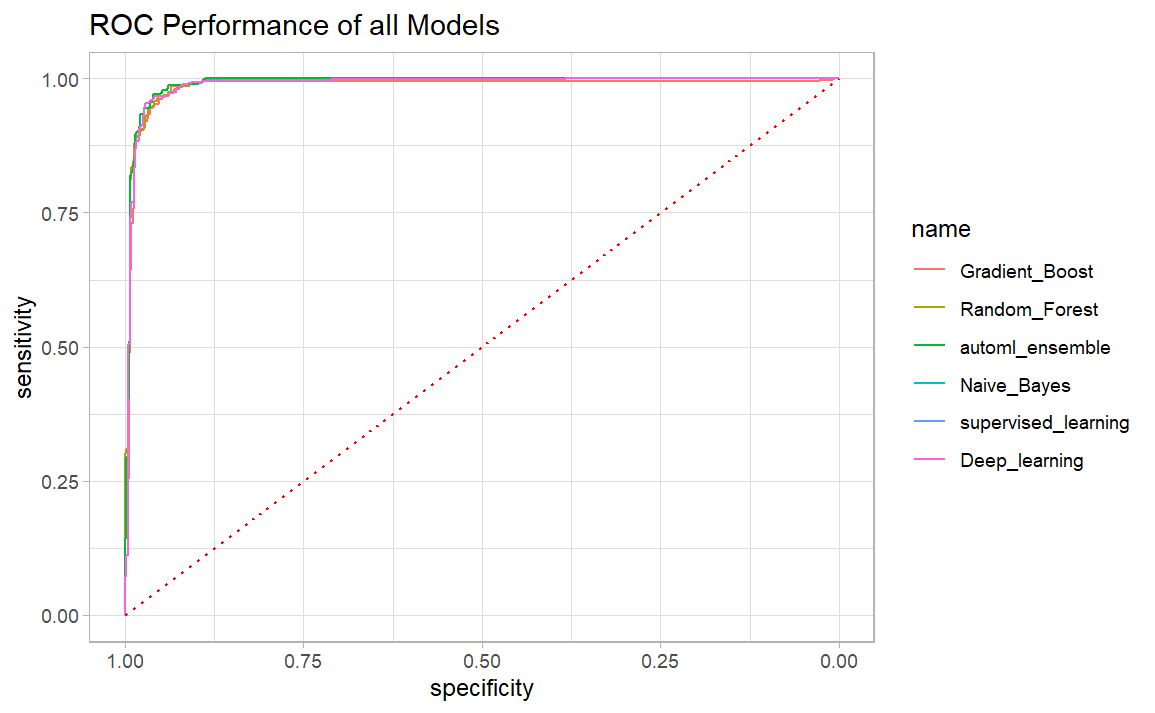 ROC Performance of all Models
1.00
0.75
0.50
0.25
0.00
sensitivity
1.00 0.75 0.50 0.25 0.00
specificity
name
Gradient_Boost
Random_Forest
automl_ensemble
Naive_Bayes
supervised_learning
Deep_learning